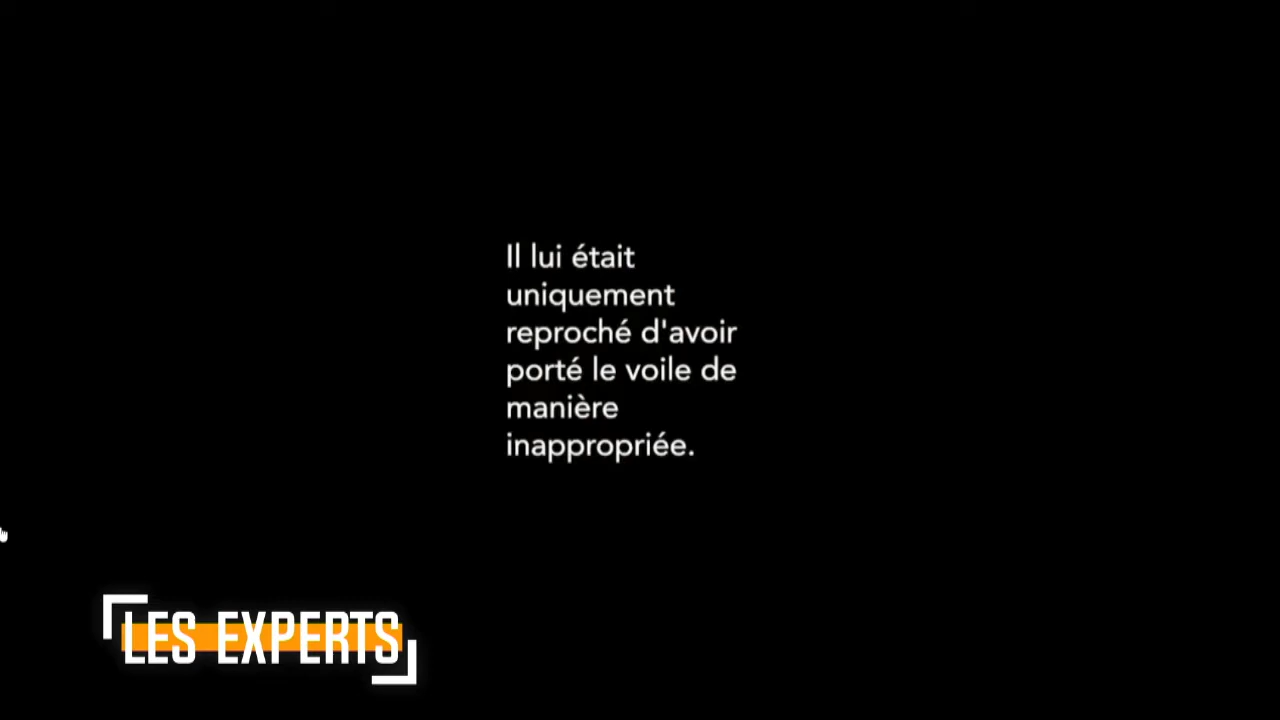 Il lui était
uniquement
reproché d'avoir
porté le voile de
manière
inappropriée.
LES EXPERTS